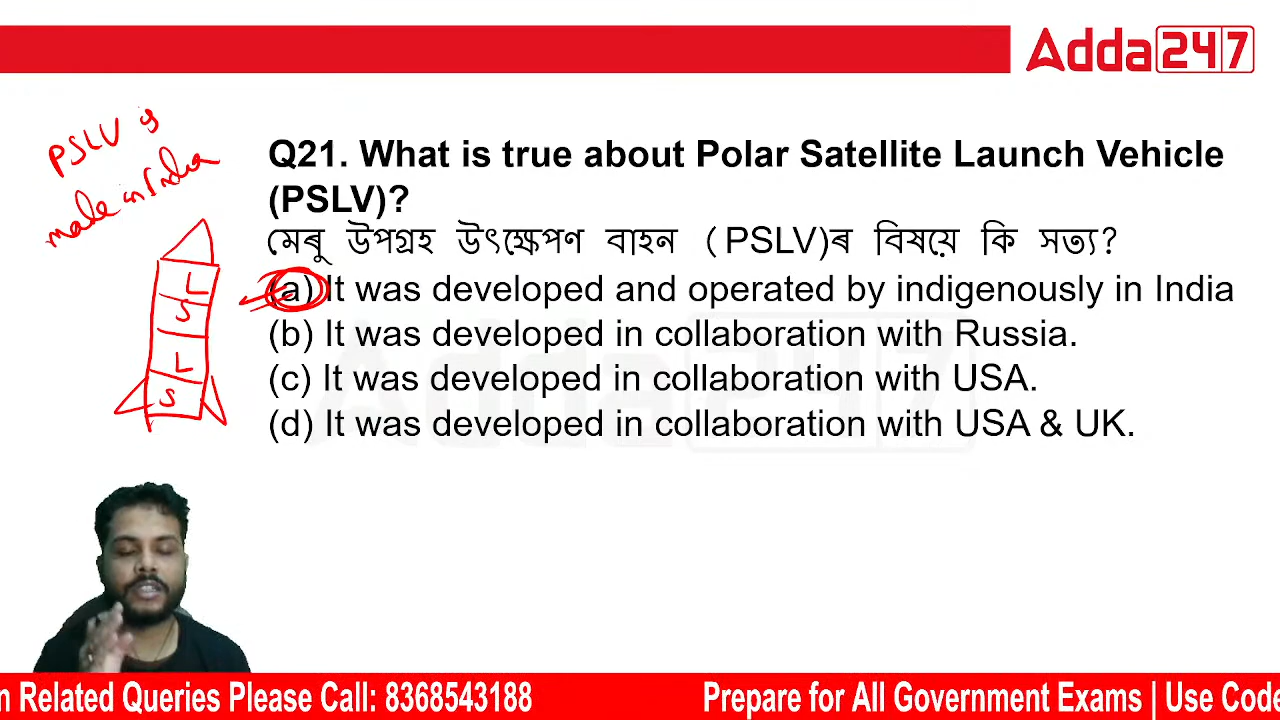 Adda247
PSLV is
made in India
Q21. What is true about Polar Satellite Launch Vehicle
(PSLV)?
মেৰু উপগ্ৰহ উৎক্ষেপণ বাহন (PSLV)ৰ বিষয়ে কি সত্য?
(a) It was developed and operated by indigenously in India
(b) It was developed in collaboration with Russia.
(c) It was developed in collaboration with USA.
(d) It was developed in collaboration with USA & UK.
L
S
L
S
Adda247
n Related Queries Please Call: 8368543188
Prepare for All Government Exams | Use Code